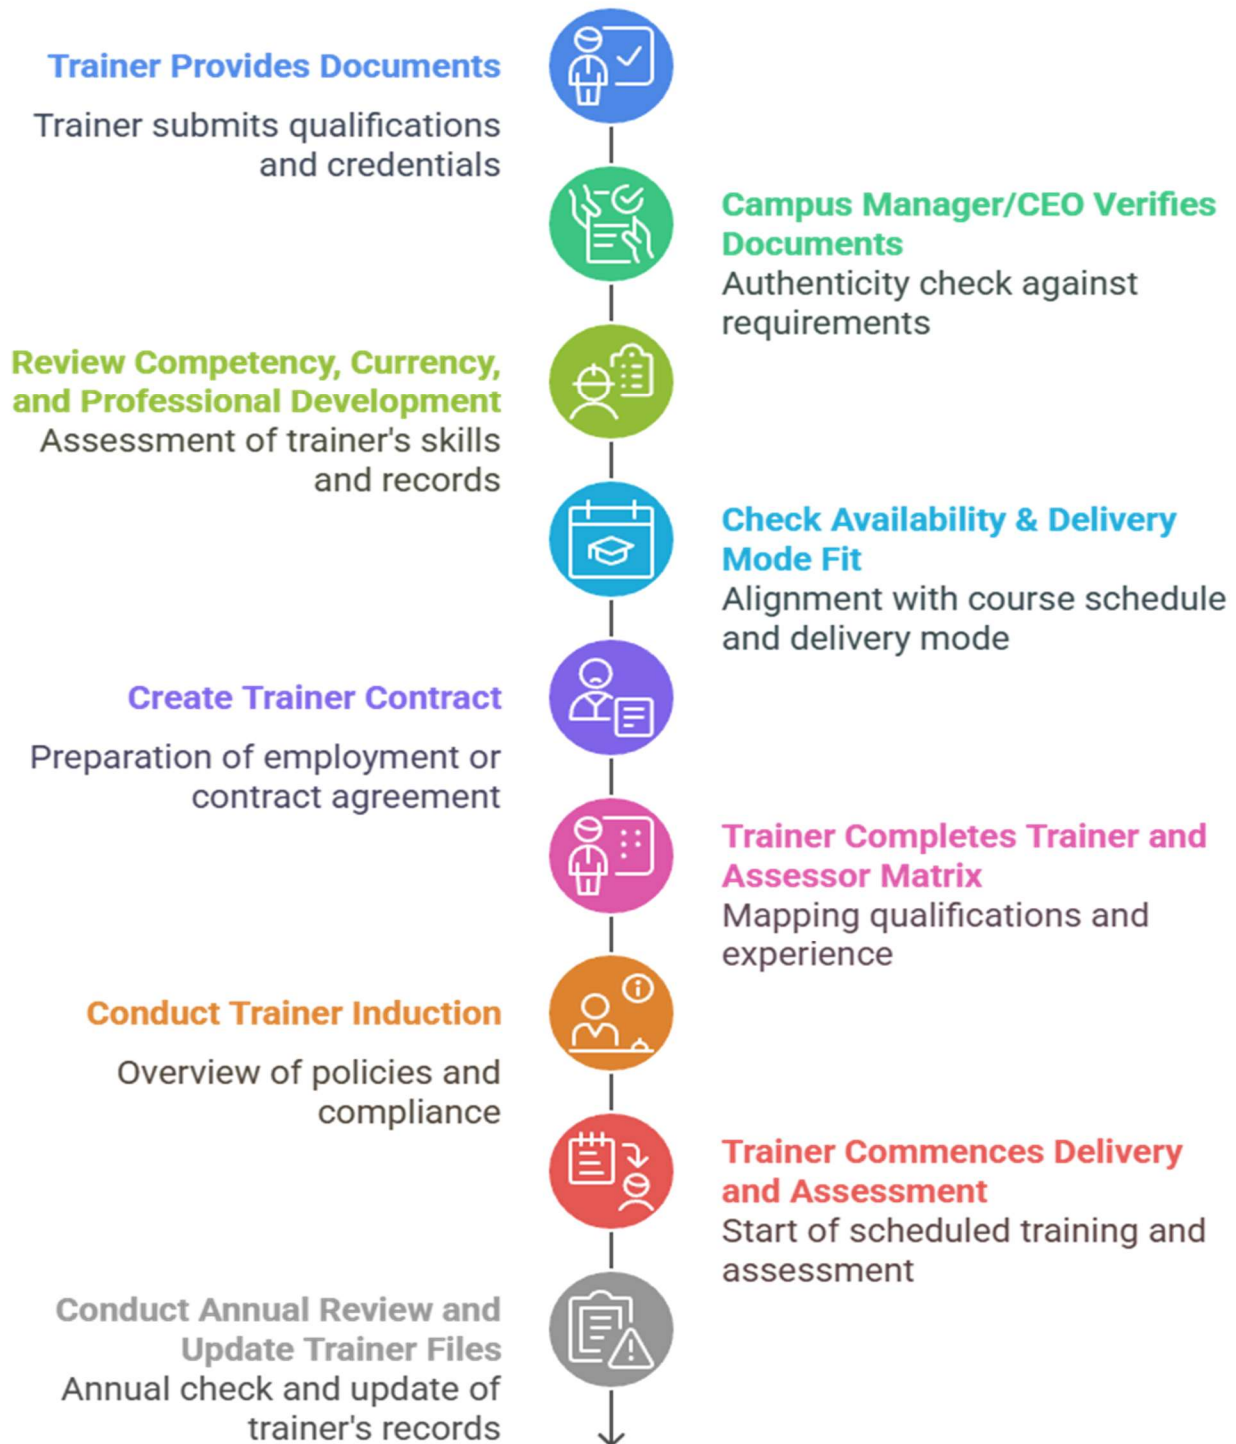 Trainer Provides Documents
Trainer submits qualifications
and credentials
Campus Manager/CEO Verifies
Documents
Authenticity check against
requirements
Review Competency, Currency,
and Professional Development
Assessment of trainer's skills
and records
Check Availability & Delivery
Mode Fit
Alignment with course schedule
and delivery mode
Create Trainer Contract
Preparation of employment or
contract agreement
Trainer Completes Trainer and
Assessor Matrix
Mapping qualifications and
experience
Conduct Trainer Induction
Overview of policies and
compliance
Trainer Commences Delivery
and Assessment
Start of scheduled training and
assessment
Conduct Annual Review and
Update Trainer Files
Annual check and update of
trainer's records